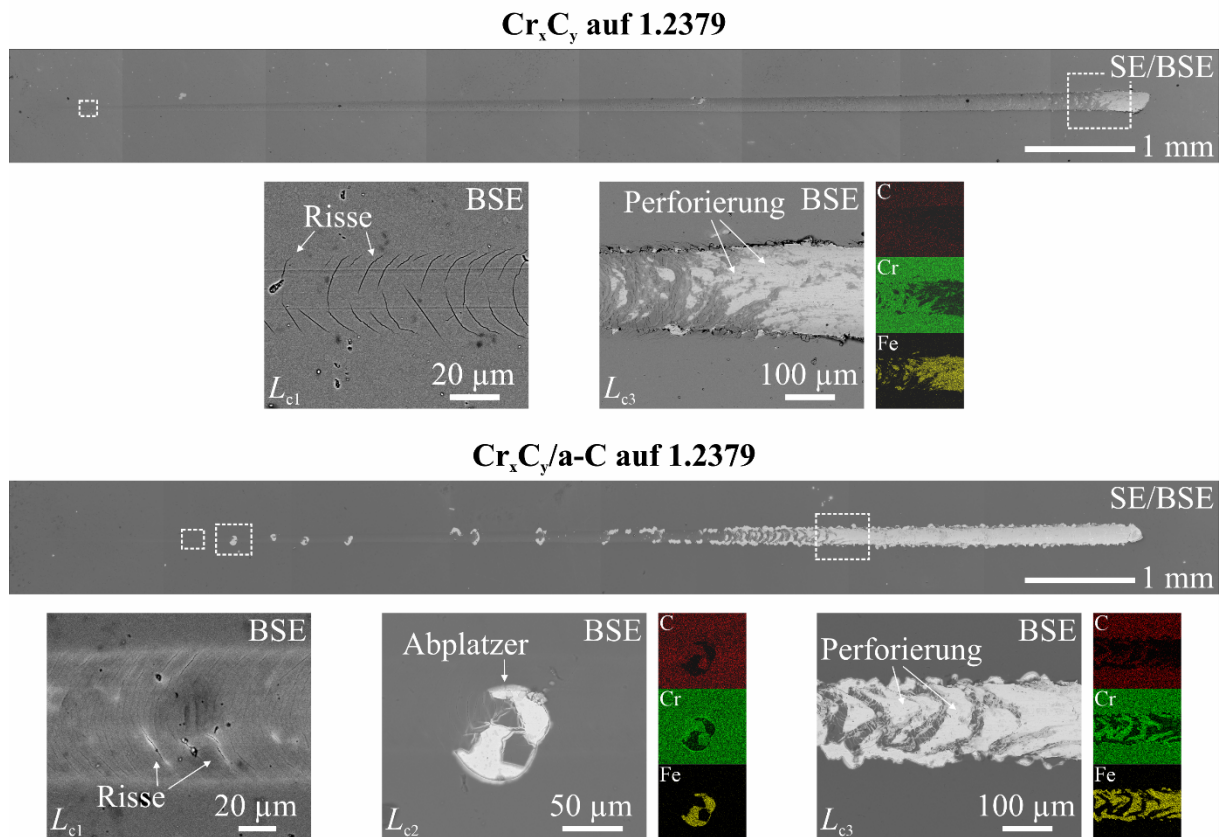 CrxCy auf 1.2379
SE/BSE
1 mm
Risse
BSE
20 µm
Lc1
Perforierung
BSE
100 µm
Lc3
C
Cr
Fe
CrxCy/a-C auf 1.2379
SE/BSE
1 mm
BSE
Risse
20 µm
Lc1
Abplatzer
BSE
50 µm
Lc2
C
Cr
Fe
BSE
Perforierung
100 µm
Lc3
C
Cr
Fe